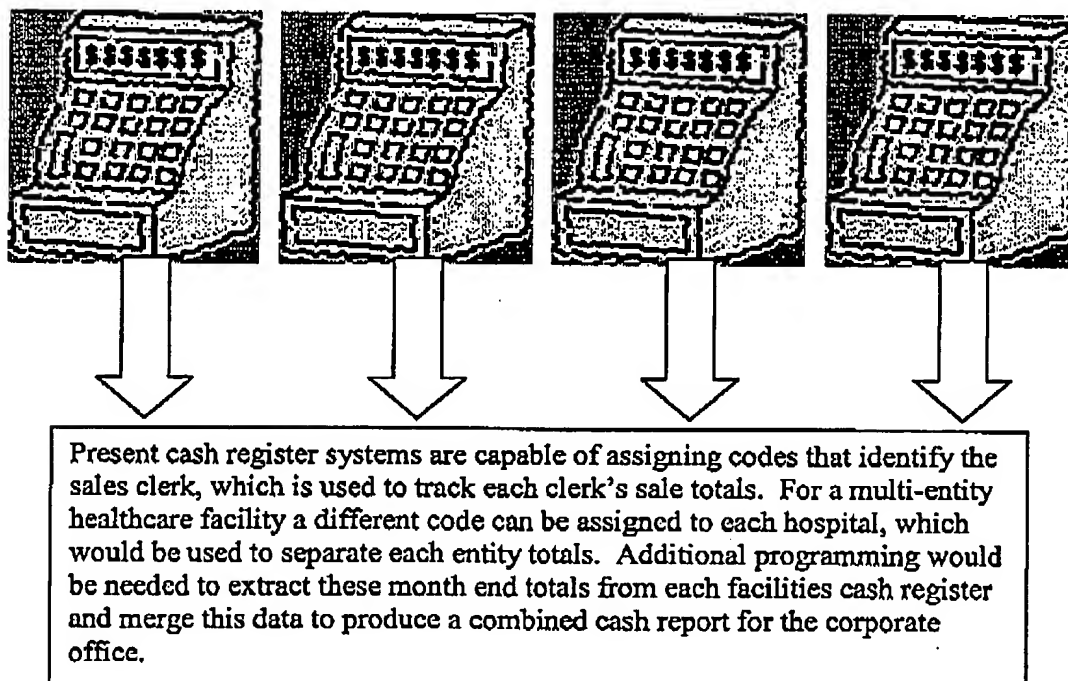 $$$$$$$ $$$$$$$ $$$$$$$ $$$$$$$
Present cash register systems are capable of assigning codes that identify the
sales clerk, which is used to track each clerk's sale totals. For a multi-entity
healthcare facility a different code can be assigned to each hospital, which
would be used to separate each entity totals. Additional programming would
be needed to extract these month end totals from each facilities cash register
and merge this data to produce a combined cash report for the corporate
office.